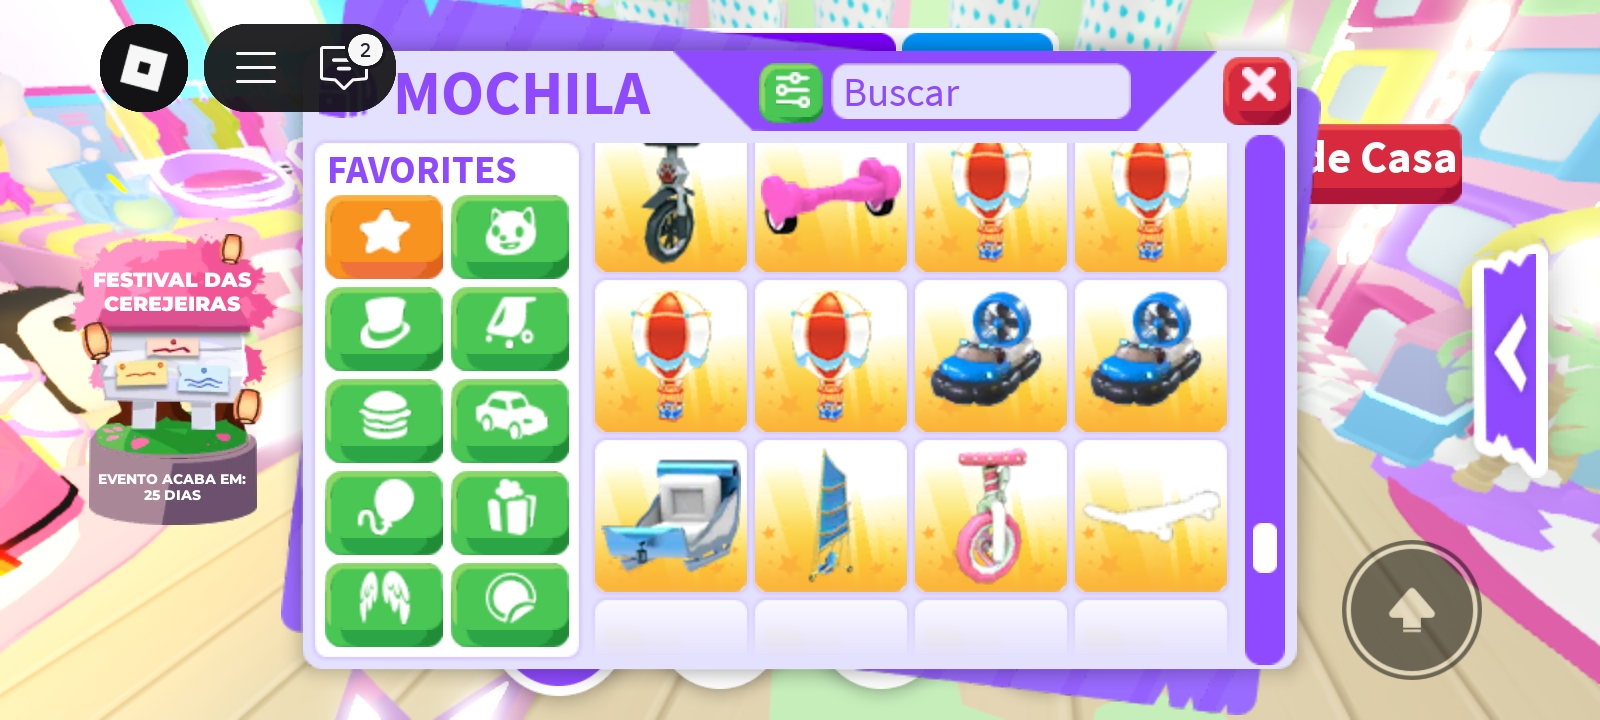 2
MOCHILA
Buscar
de Casa
FAVORITES
FESTIVAL DAS
CEREJEIRAS
EVENTO ACABA EM:
25 DIAS